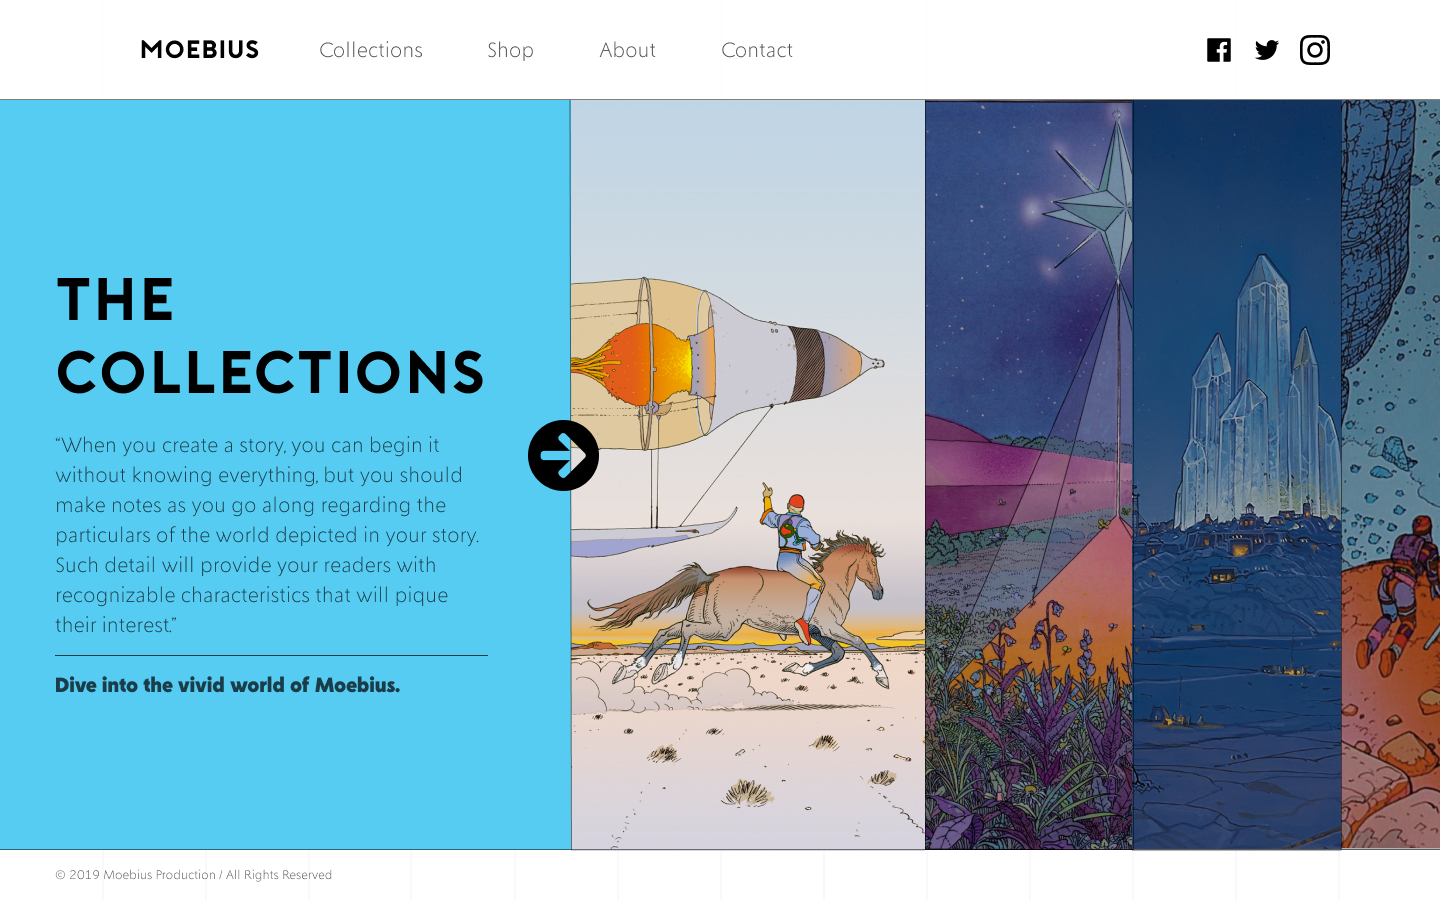 MOEBIUS Collections Shop About Contact
THE
COLLECTIONS
“When you create a story, you can begin it
without knowing everything, but you should
make notes as you go along regarding the
particulars of the world depicted in your story.
Such detail will provide your readers with
recognizable characteristics that will pique
their interest.”
Dive into the vivid world of Moebius.
© 2019 Moebius Production / All Rights Reserved